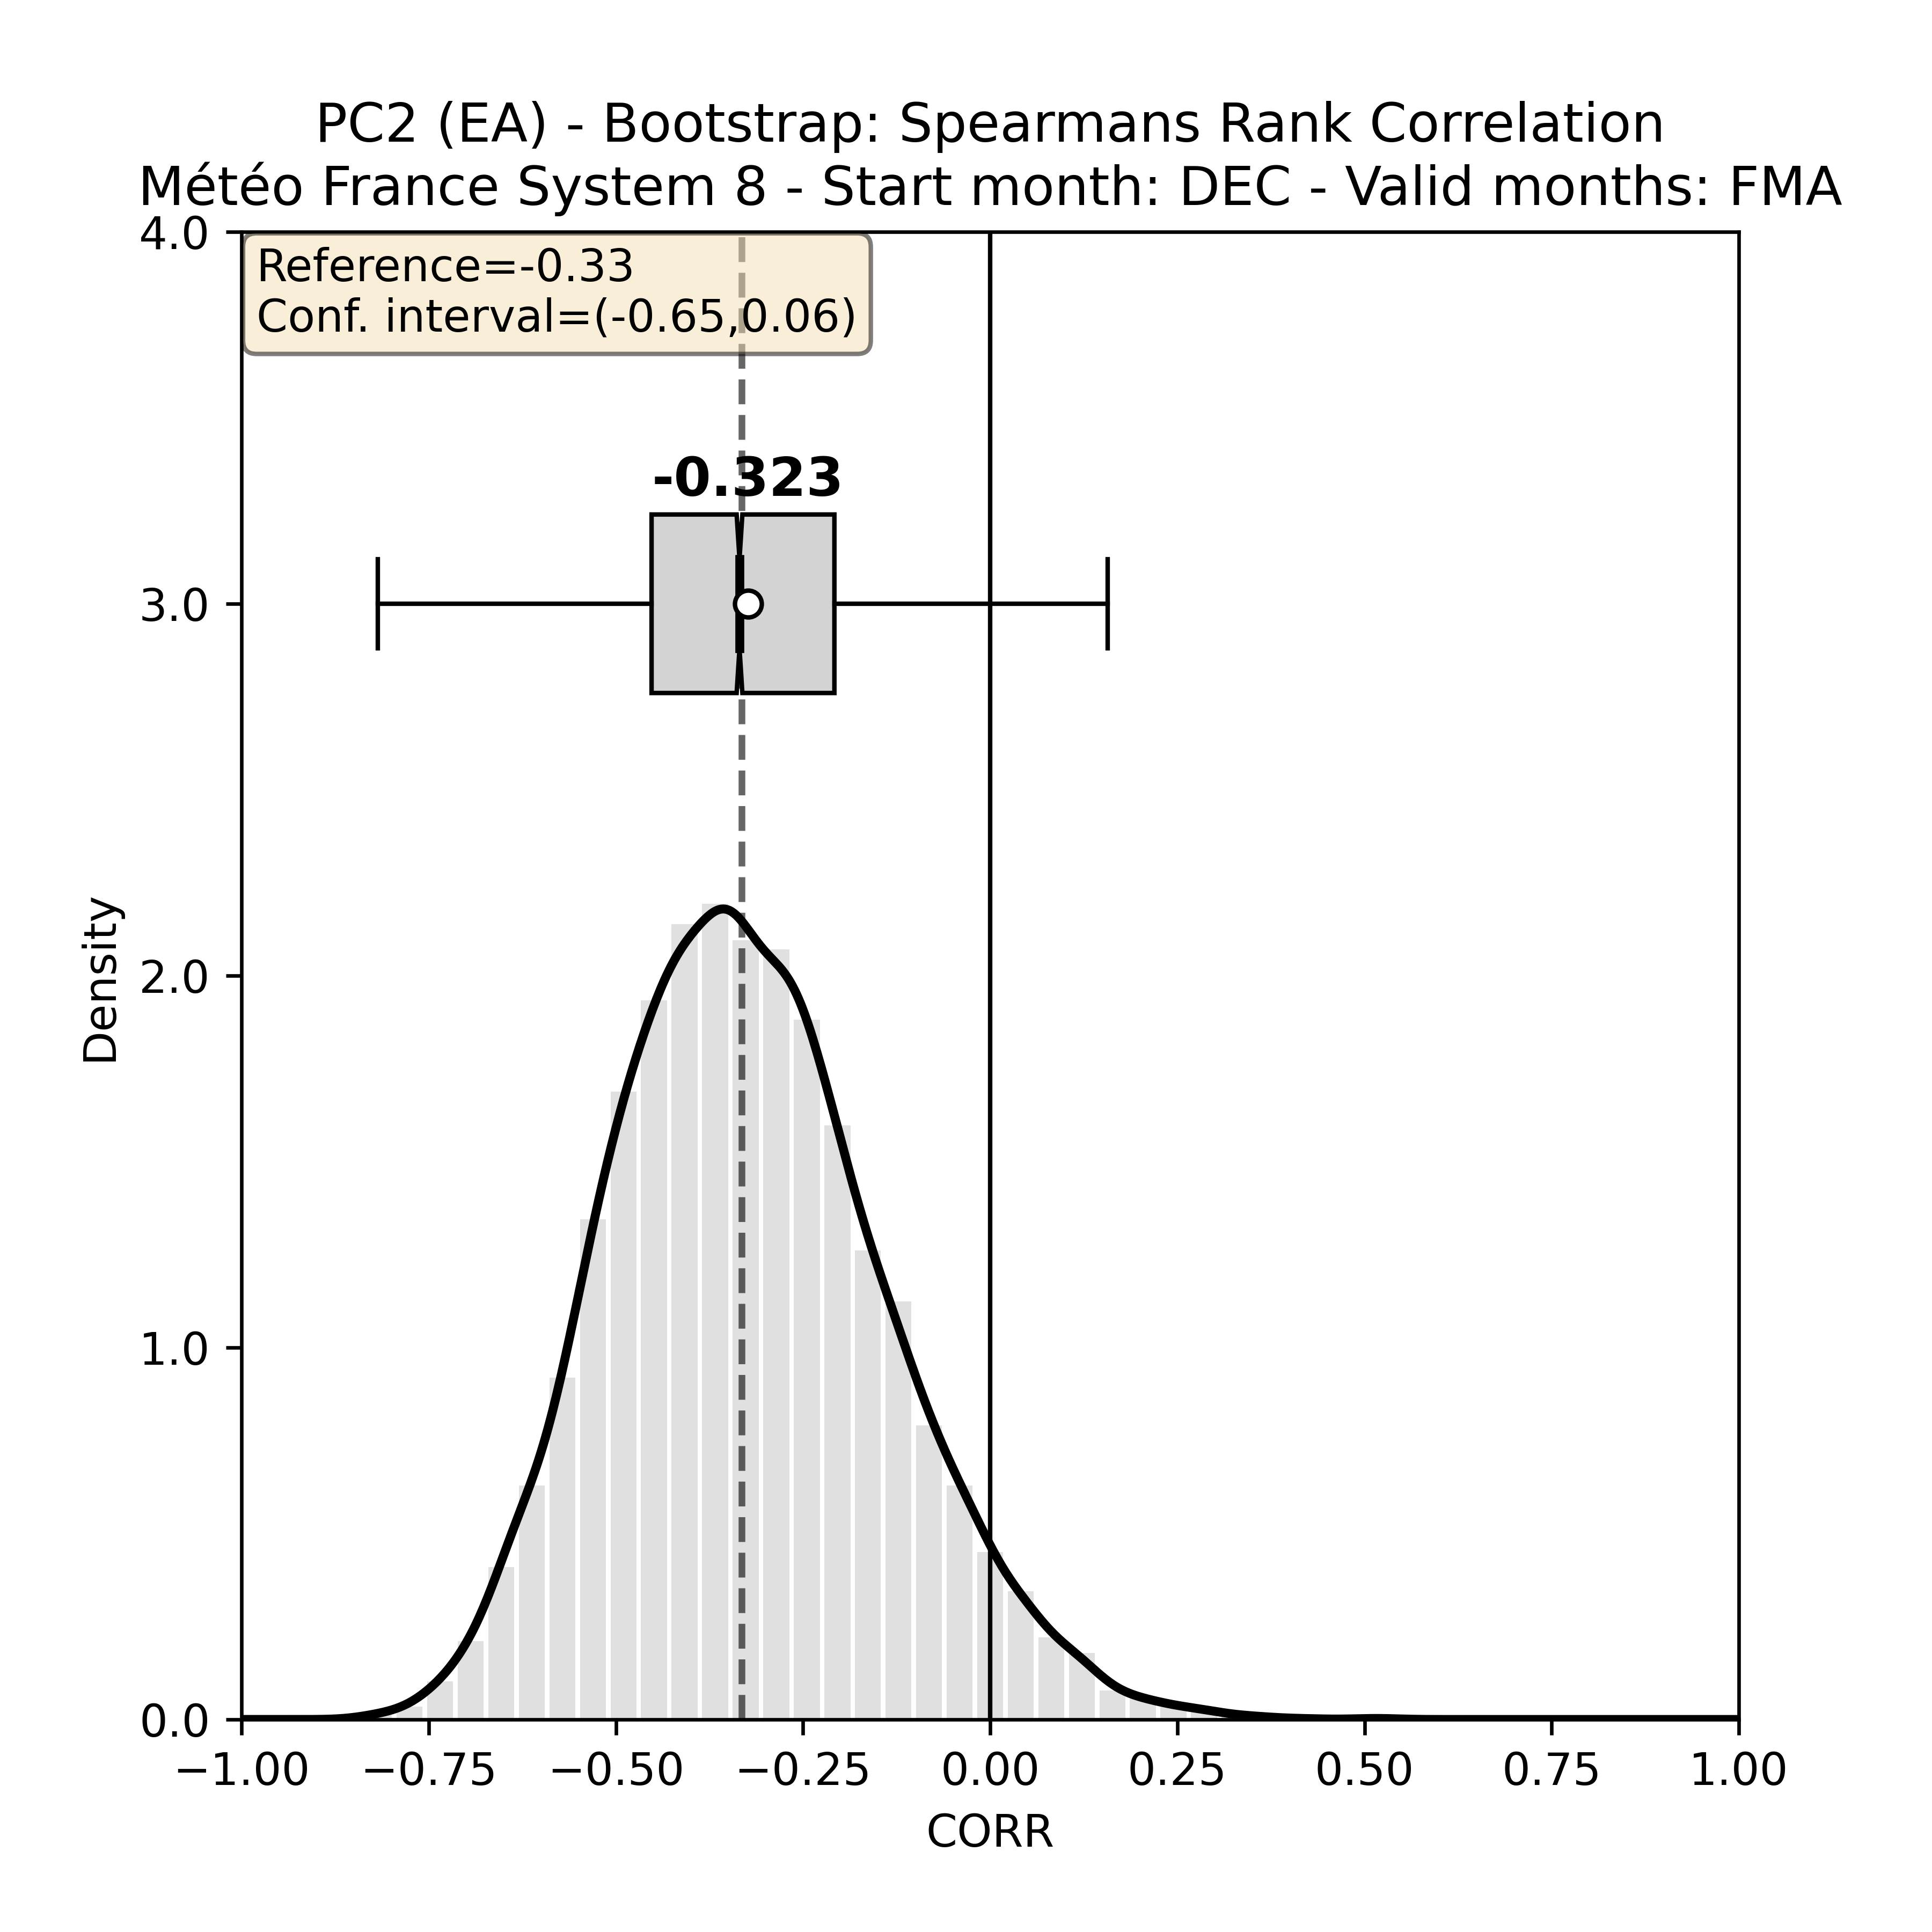 PC2 (EA) - Bootstrap: Spearmans Rank Correlation
Météo France System 8 - Start month: DEC - Valid months: FMA
Reference=-0.33
Conf. interval=(-0.65,0.06)
-0.323
4.0
3.0
2.0
1.0
0.0
Density
−1.00 −0.75 −0.50 −0.25 0.00 0.25 0.50 0.75 1.00
CORR